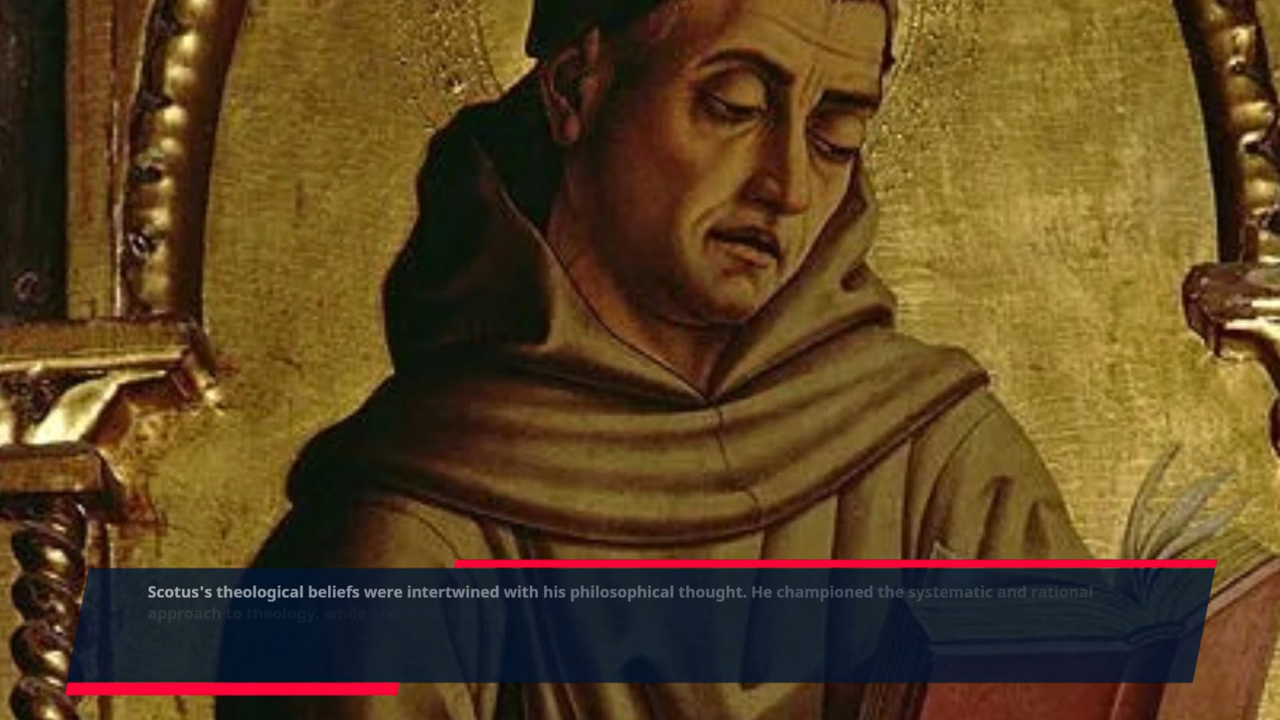 Scotus's theological beliefs were intertwined with his philosophical thought. He championed the systematic and rational
approach to theology, while